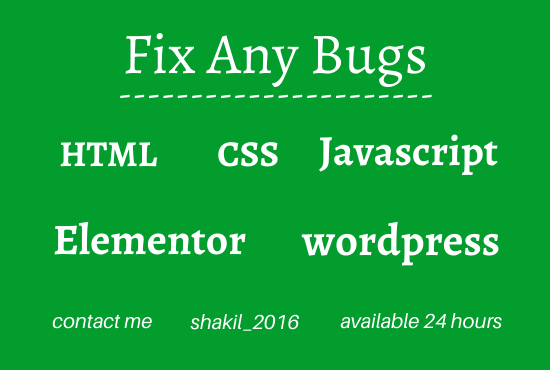 Fix Any Bugs
HTML CSS Javascript
Elementor wordpress
contact me shakil_2016 available 24 hours